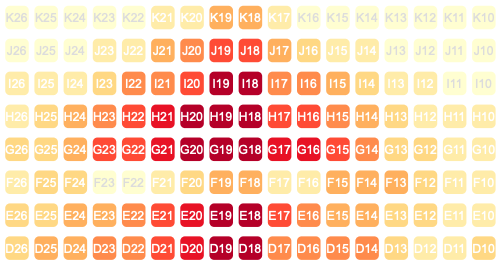 K26 K25 K24 K23 K22 K21 K20 K19 K18 K17 K16 K15 K14 K13 K12 K11 K10
J26 J25 J24 J23 J22 J21 J20 J19 J18 J17 J16 J15 J14 J13 J12 J11 J10
I26 I25 I24 I23 I22 I21 I20 I19 I18 I17 I16 I15 I14 I13 I12 I11 I10
H26 H25 H24 H23 H22 H21 H20 H19 H18 H17 H16 H15 H14 H13 H12 H11 H10
G26 G25 G24 G23 G22 G21 G20 G19 G18 G17 G16 G15 G14 G13 G12 G11 G10
F26 F25 F24 F23 F22 F21 F20 F19 F18 F17 F16 F15 F14 F13 F12 F11 F10
E26 E25 E24 E23 E22 E21 E20 E19 E18 E17 E16 E15 E14 E13 E12 E11 E10
D26 D25 D24 D23 D22 D21 D20 D19 D18 D17 D16 D15 D14 D13 D12 D11 D10